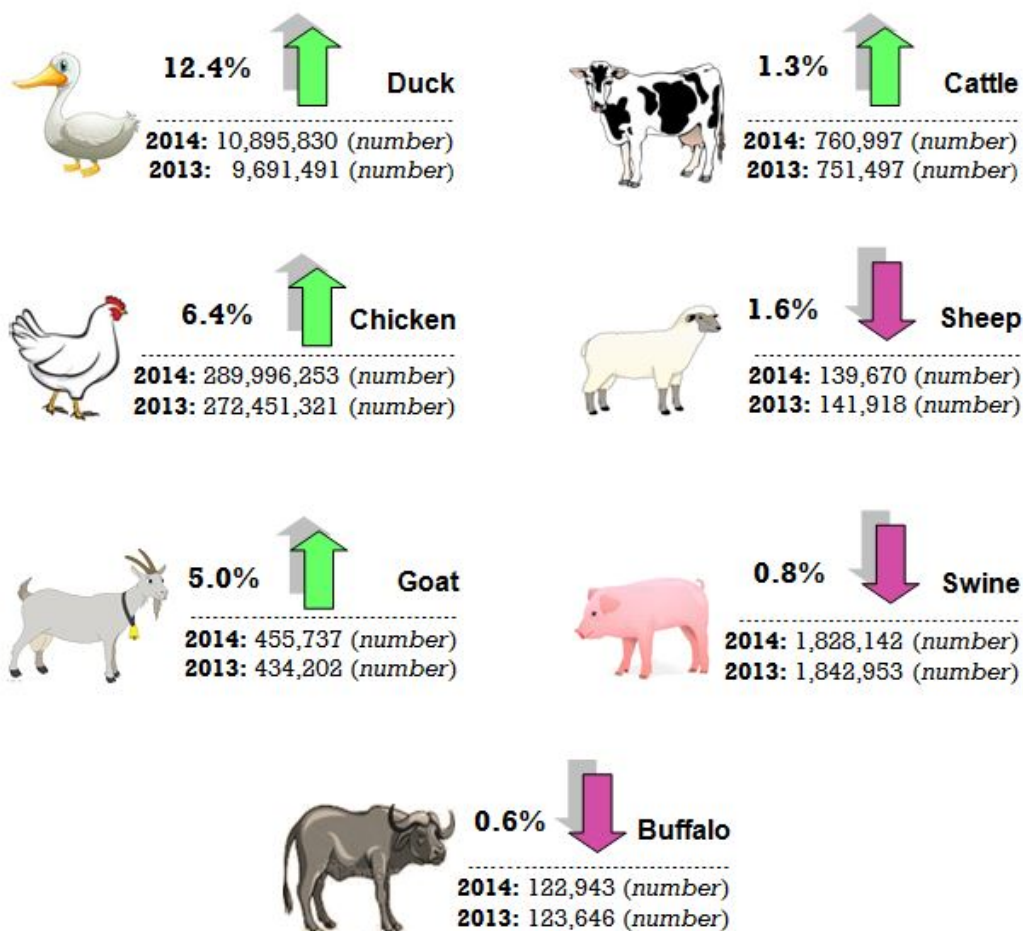 12.4%
Duck
2014: 10,895,830 (number)
2013: 9,691,491 (number)
1.3%
Cattle
2014: 760,997 (number)
2013: 751,497 (number)
6.4%
Chicken
2014: 289,996,253 (number)
2013: 272,451,321 (number)
1.6%
Sheep
2014: 139,670 (number)
2013: 141,918 (number)
5.0%
Goat
2014: 455,737 (number)
2013: 434,202 (number)
0.8%
Swine
2014: 1,828,142 (number)
2013: 1,842,953 (number)
0.6%
Buffalo
2014: 122,943 (number)
2013: 123,646 (number)